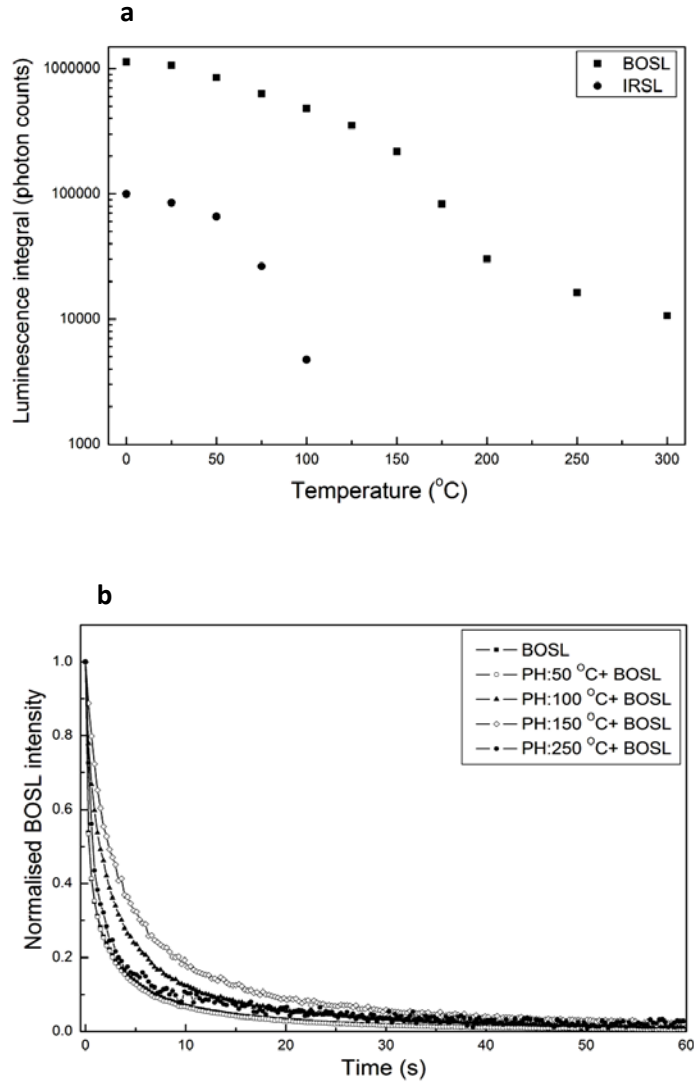 a
1000000
100000
10000
1000
Luminescence integral (photon counts)
BOSL
IRSL
0 50 100 150 200 250 300
Temperature (°C)
b
1.0
0.8
0.6
0.4
0.2
0.0
Normalised BOSL intensity
BOSL
PH:50 °C+ BOSL
PH:100 °C+ BOSL
PH:150 °C+ BOSL
PH:250 °C+ BOSL
0 10 20 30 40 50 60
Time (s)